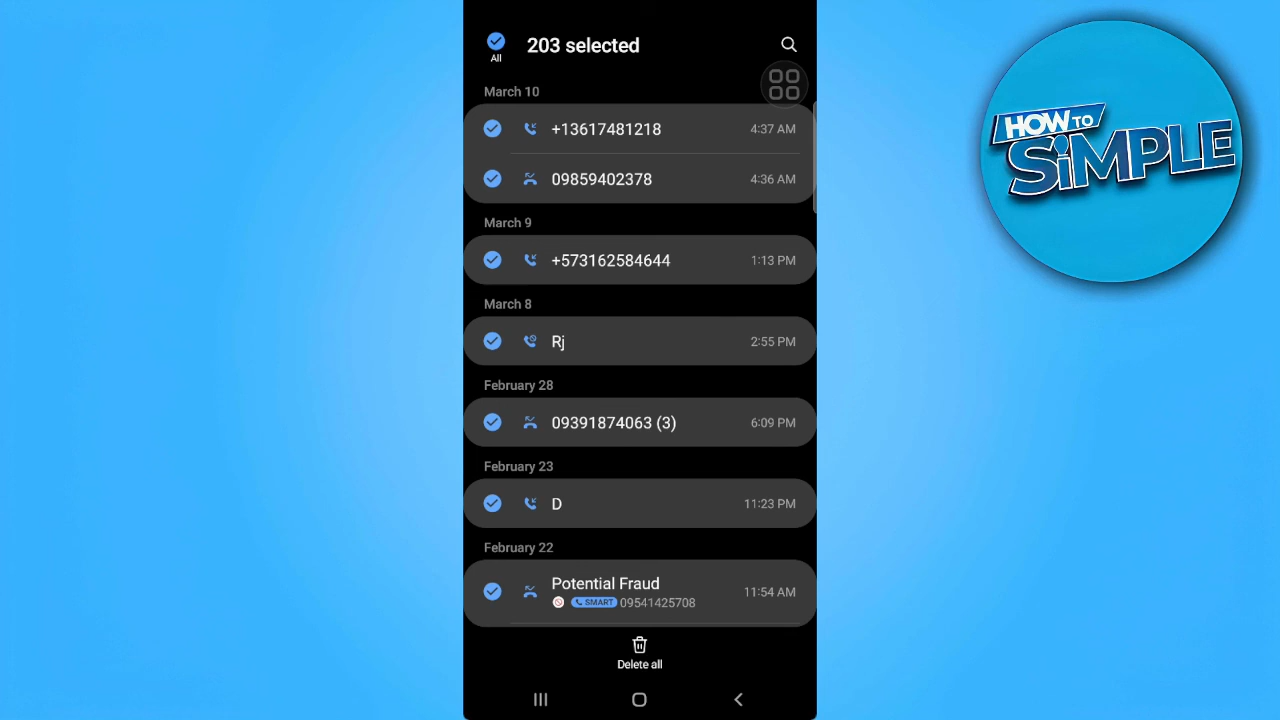 203 selected
All
March 10
+13617481218 4:37 AM
09859402378 4:36 AM
March 9
+573162584644 1:13 PM
March 8
Rj 2:55 PM
February 28
09391874063 (3) 6:09 PM
February 23
D 11:23 PM
February 22
Potential Fraud 11:54 AM
SMART 09541425708
Delete all
HOW TO
SiMPLE